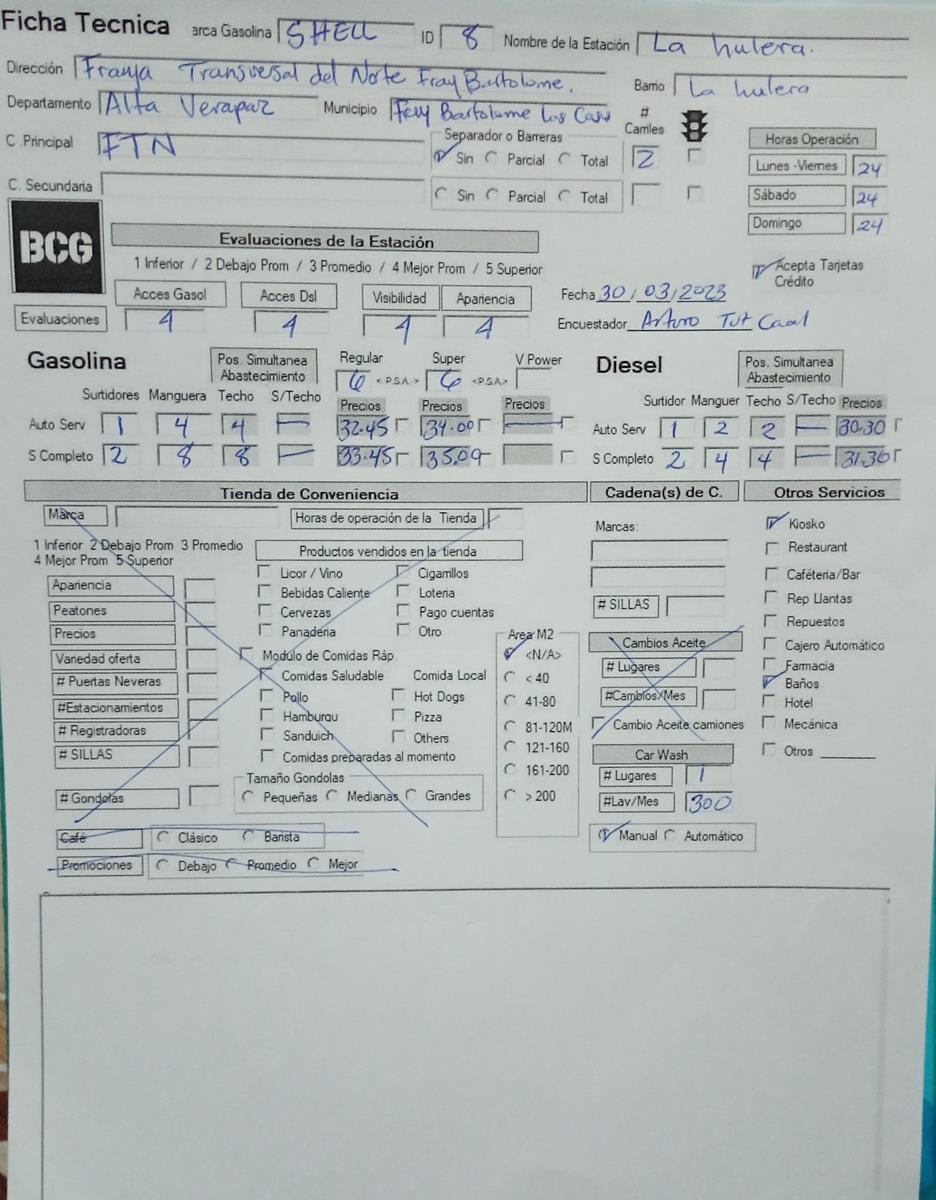 Ficha Tecnica arca Gasolina SHELL ID 8 Nombre de la Estación La hulera.
Dirección Franja Transversal del Norte Fray Bartolome. Barrio La hulera
Departamento Alta Verapaz Municipio Fray Bartolome Las Casas # Carriles
C .Principal FTN Separador o Barreras Sin Parcial Total 2 Horas Operación
Lunes -Viernes 24
C. Secundaria Sin Parcial Total Sábado 24
Domingo 24
BCG Evaluaciones de la Estación
1 Inferior / 2 Debajo Prom / 3 Promedio / 4 Mejor Prom / 5 Superior Acepta Tarjetas Crédito
Acces Gasol Acces Dsl Visibilidad Apariencia Fecha 30/03/2023
Evaluaciones 4 4 4 4 Encuestador Arturo Tut Caal
Gasolina Pos. Simultanea Abastecimiento Regular Super V Power Diesel Pos. Simultanea Abastecimiento
6 <P.S.A.> 6 <P.S.A.>
Surtidores Manguera Techo S/Techo Precios Precios Precios Surtidor Manguer Techo S/Techo Precios
Auto Serv 1 4 4 — 32.45 34.00 — Auto Serv 1 2 2 — 30.30
S Completo 2 8 8 — 33.45 35.09 S Completo 2 4 4 — 31.30
Tienda de Conveniencia Cadena(s) de C. Otros Servicios
Marca Horas de operación de la Tienda Marcas: Kiosko
1 Inferior 2 Debajo Prom 3 Promedio Productos vendidos en la tienda Restaurant
4 Mejor Prom 5 Superior
Apariencia Licor / Vino Cigarrillos Caféteria/Bar
Peatones Bebidas Caliente Loteria # SILLAS Rep Llantas
Precios Cervezas Pago cuentas Repuestos
Panaderia Otro Area M2 Cambios Aceite Cajero Automático
Variedad oferta Modulo de Comidas Ráp. <N/A> # Lugares Farmacia
# Puertas Neveras Comidas Saludable Comida Local < 40 Baños
#Estacionamientos Pollo Hot Dogs 41-80 #Cambios/Mes Hotel
# Registradoras Hamburgu Pizza 81-120M Cambio Aceite camiones Mecánica
# SILLAS Sanduich Others 121-160 Car Wash Otros
Comidas preparadas al momento 161-200 # Lugares 1
# Gondolas Tamaño Gondolas Pequeñas Medianas Grandes > 200 #Lav/Mes 300
Café Clásico Barista Manual Automático
Promociones Debajo Promedio Mejor